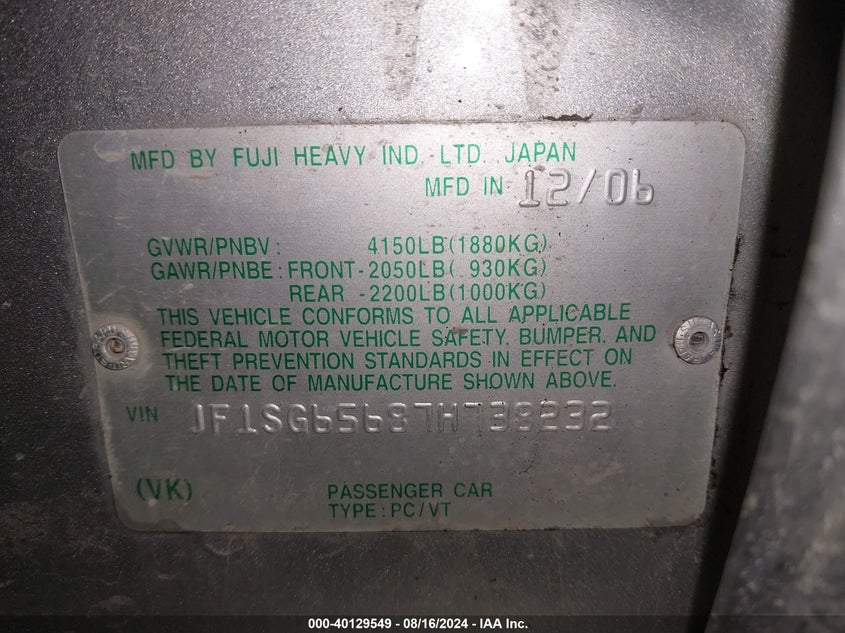 MFD BY FUJI HEAVY IND. LTD. JAPAN
MFD IN 12/06
GVWR/PNBV: 4150LB(1880KG)
GAWR/PNBE: FRONT-2050LB( 930KG)
REAR -2200LB(1000KG)
THIS VEHICLE CONFORMS TO ALL APPLICABLE
FEDERAL MOTOR VEHICLE SAFETY, BUMPER, AND
THEFT PREVENTION STANDARDS IN EFFECT ON
THE DATE OF MANUFACTURE SHOWN ABOVE.
VIN JF1SG65687H738232
(VK) PASSENGER CAR
TYPE: PC/VT
000-40129549 - 08/16/2024 - IAA Inc.